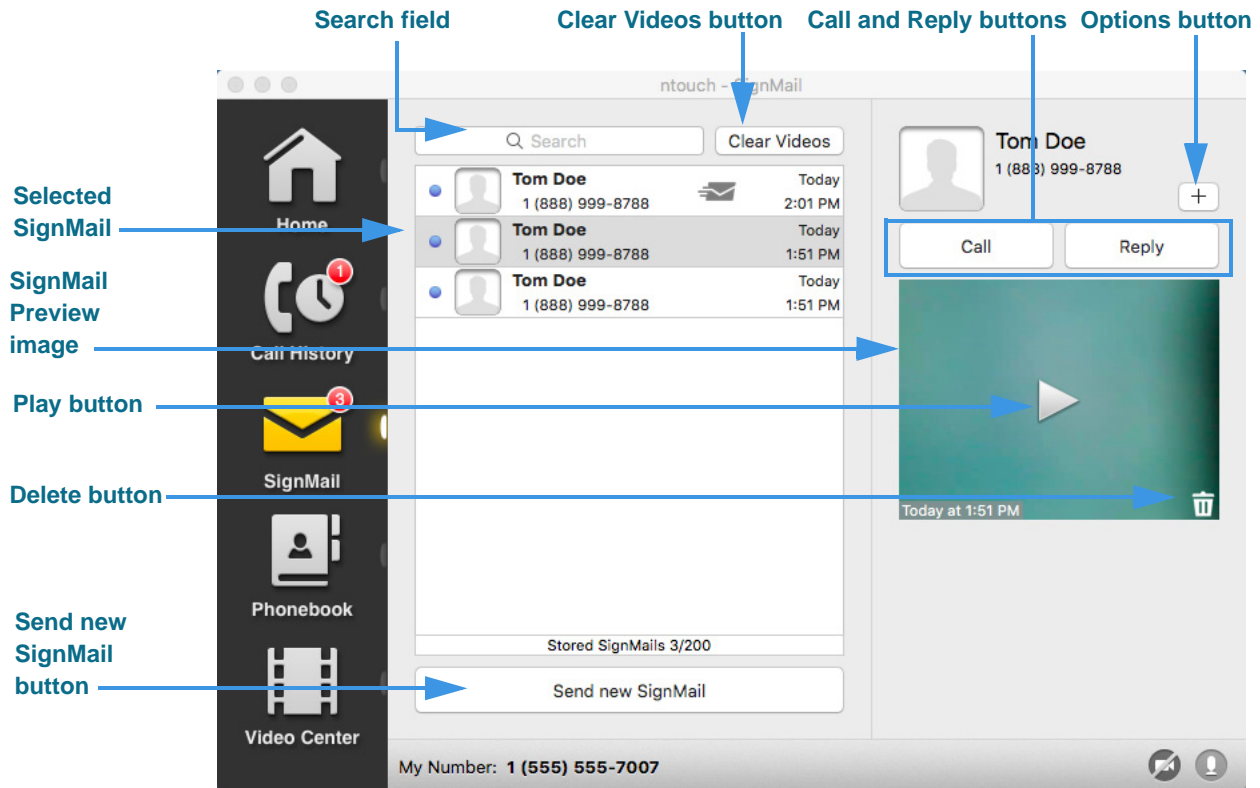 Search field
Clear Videos button
Call and Reply buttons
Options button
ntouch - SignMail
Search
Clear Videos
Tom Doe
1 (888) 999-8788
Today
2:01 PM
Tom Doe
1 (888) 999-8788
Today
1:51 PM
Tom Doe
1 (888) 999-8788
Today
1:51 PM
Stored SignMails 3/200
Send new SignMail
Tom Doe
1 (888) 999-8788
+
Call
Reply
Today at 1:51 PM
Home
1
Call History
3
SignMail
Phonebook
Video Center
My Number: 1 (555) 555-7007
Selected
SignMail
SignMail
Preview
image
Play button
Delete button
Send new
SignMail
button